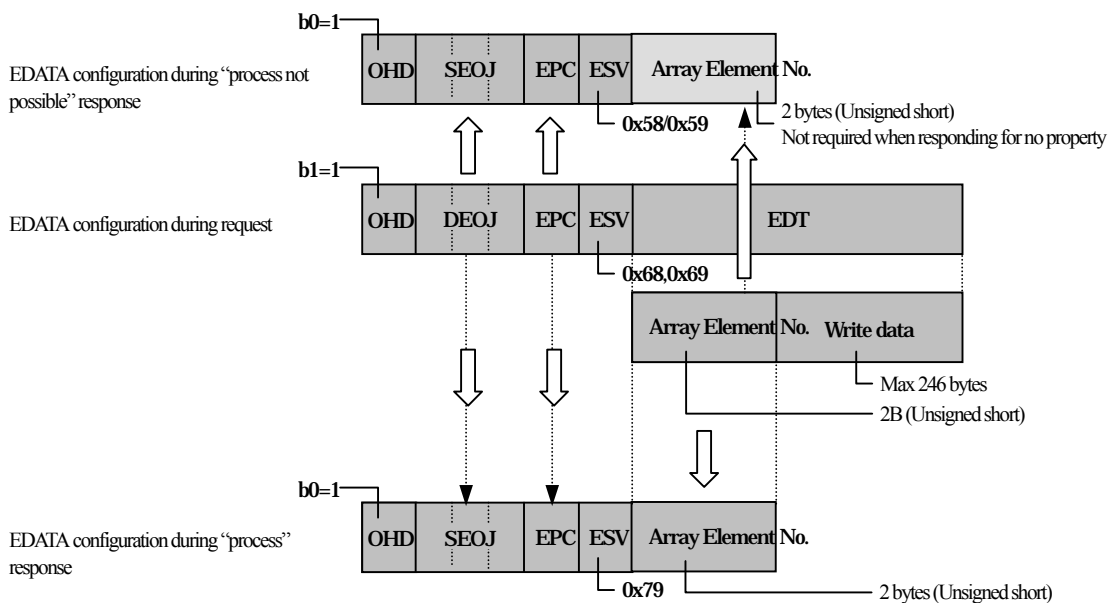 b0=1
EDATA configuration during “process not
possible” response
OHD SEOJ EPC ESV Array Element No.
0x58/0x59
2 bytes (Unsigned short)
Not required when responding for no property
b1=1
EDATA configuration during request
OHD DEOJ EPC ESV EDT
0x68,0x69
Array Element No. Write data
Max 246 bytes
2B (Unsigned short)
b0=1
EDATA configuration during “process”
response
OHD SEOJ EPC ESV Array Element No.
0x79
2 bytes (Unsigned short)